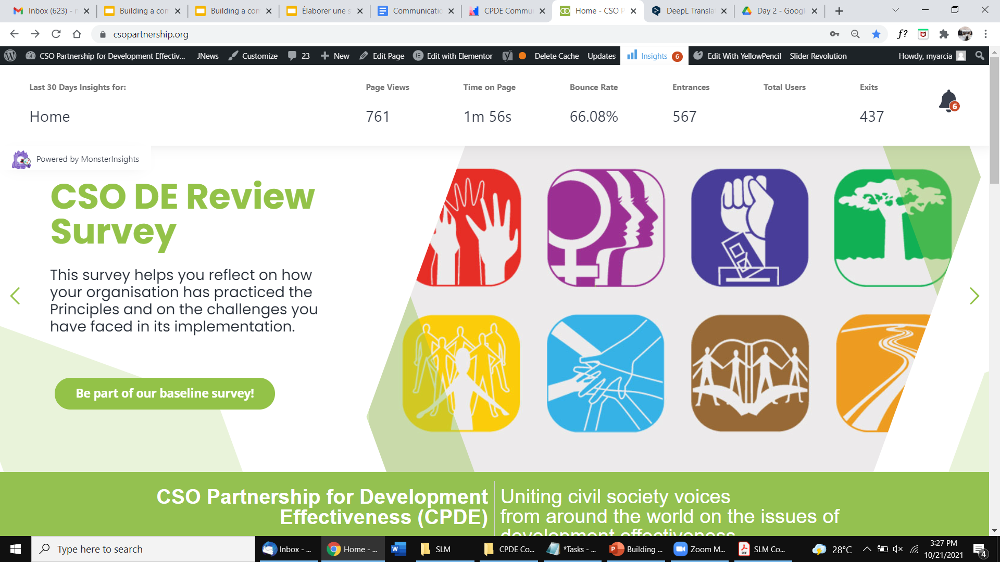 Inbox (623) - n
Building a con
Building a con
Élaborer une s
Communicatio
CPDE Commu
Home - CSO P
DeepL Transla
Day 2 - Googl
csopartnership.org
f?
CSO Partnership for Development Effectiv... JNews Customize 23 New Edit Page Edit with Elementor Delete Cache Updates Insights 6 Edit With YellowPencil Slider Revolution Howdy, myarcia
Last 30 Days Insights for: Page Views Time on Page Bounce Rate Entrances Total Users Exits
Home 761 1m 56s 66.08% 567 437
6
Powered by MonsterInsights
CSO DE Review
Survey
This survey helps you reflect on how
your organisation has practiced the
Principles and on the challenges you
have faced in its implementation.
Be part of our baseline survey!
CSO Partnership for Development
Effectiveness (CPDE)
Uniting civil society voices
from around the world on the issues of
development effectiveness
Type here to search
Inbox - ...
Home - ...
SLM
CPDE Co...
*Tasks - ...
Building ...
Zoom M...
SLM Co...
28°C
3:27 PM
10/21/2021
4